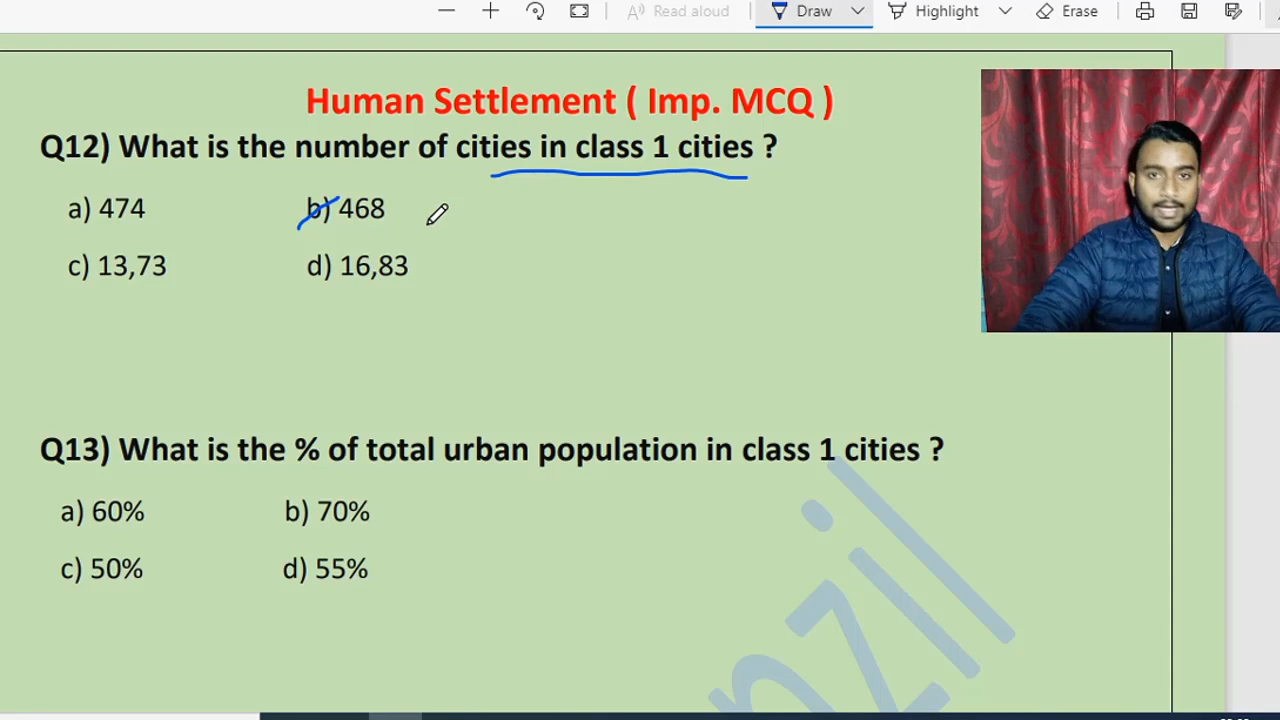 Read aloud Draw Highlight Erase
Human Settlement ( Imp. MCQ )
Q12) What is the number of cities in class 1 cities ?
a) 474 b) 468
c) 13,73 d) 16,83
Q13) What is the % of total urban population in class 1 cities ?
a) 60% b) 70%
c) 50% d) 55%
nzil